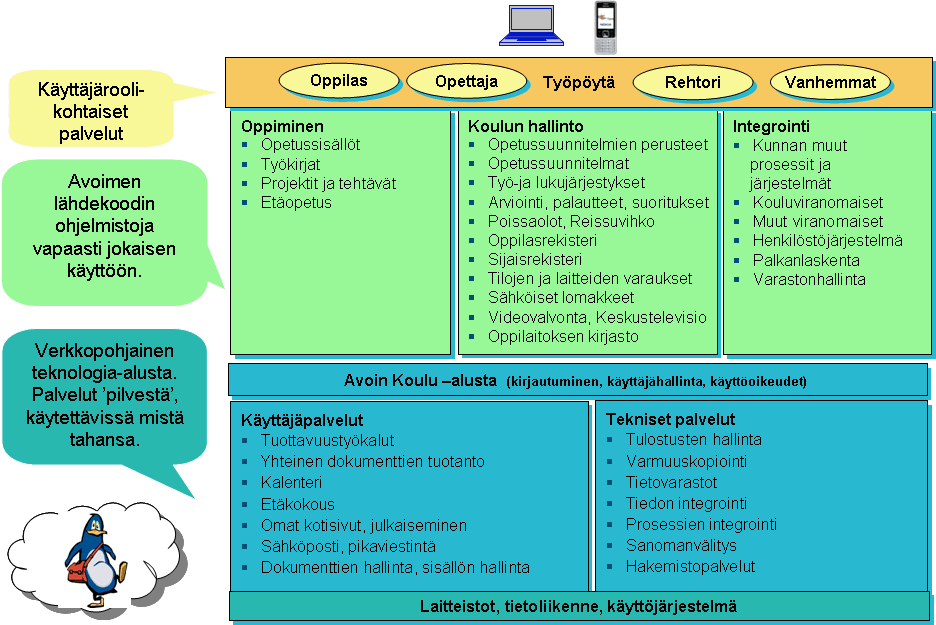 Oppilas
Opettaja
Työpöytä
Rehtori
Vanhemmat
Käyttäjärooli-
kohtaiset
palvelut
Avoimen
lähdekoodin
ohjelmistoja
vapaasti jokaisen
käyttöön.
Verkkopohjainen
teknologia-alusta.
Palvelut ’pilvestä’,
käytettävissä mistä
tahansa.
Oppiminen
Opetussisällöt
Työkirjat
Projektit ja tehtävät
Etäopetus
Koulun hallinto
Opetussuunnitelmien perusteet
Opetussuunnitelmat
Työ-ja lukujärjestykset
Arviointi, palautteet, suoritukset
Poissaolot, Reissuvihko
Oppilasrekisteri
Sijaisrekisteri
Tilojen ja laitteiden varaukset
Sähköiset lomakkeet
Videovalvonta, Keskustelevisio
Oppilaitoksen kirjasto
Integrointi
Kunnan muut
prosessit ja
järjestelmät
Kouluviranomaiset
Muut viranomaiset
Henkilöstöjärjestelmä
Palkanlaskenta
Varastonhallinta
Avoin Koulu –alusta (kirjautuminen, käyttäjähallinta, käyttöoikeudet)
Käyttäjäpalvelut
Tuottavuustyökalut
Yhteinen dokumenttien tuotanto
Kalenteri
Etäkokous
Omat kotisivut, julkaiseminen
Sähköposti, pikaviestintä
Dokumenttien hallinta, sisällön hallinta
Tekniset palvelut
Tulostusten hallinta
Varmuuskopiointi
Tietovarastot
Tiedon integrointi
Prosessien integrointi
Sanomanvälitys
Hakemistopalvelut
Laitteistot, tietoliikenne, käyttöjärjestelmä